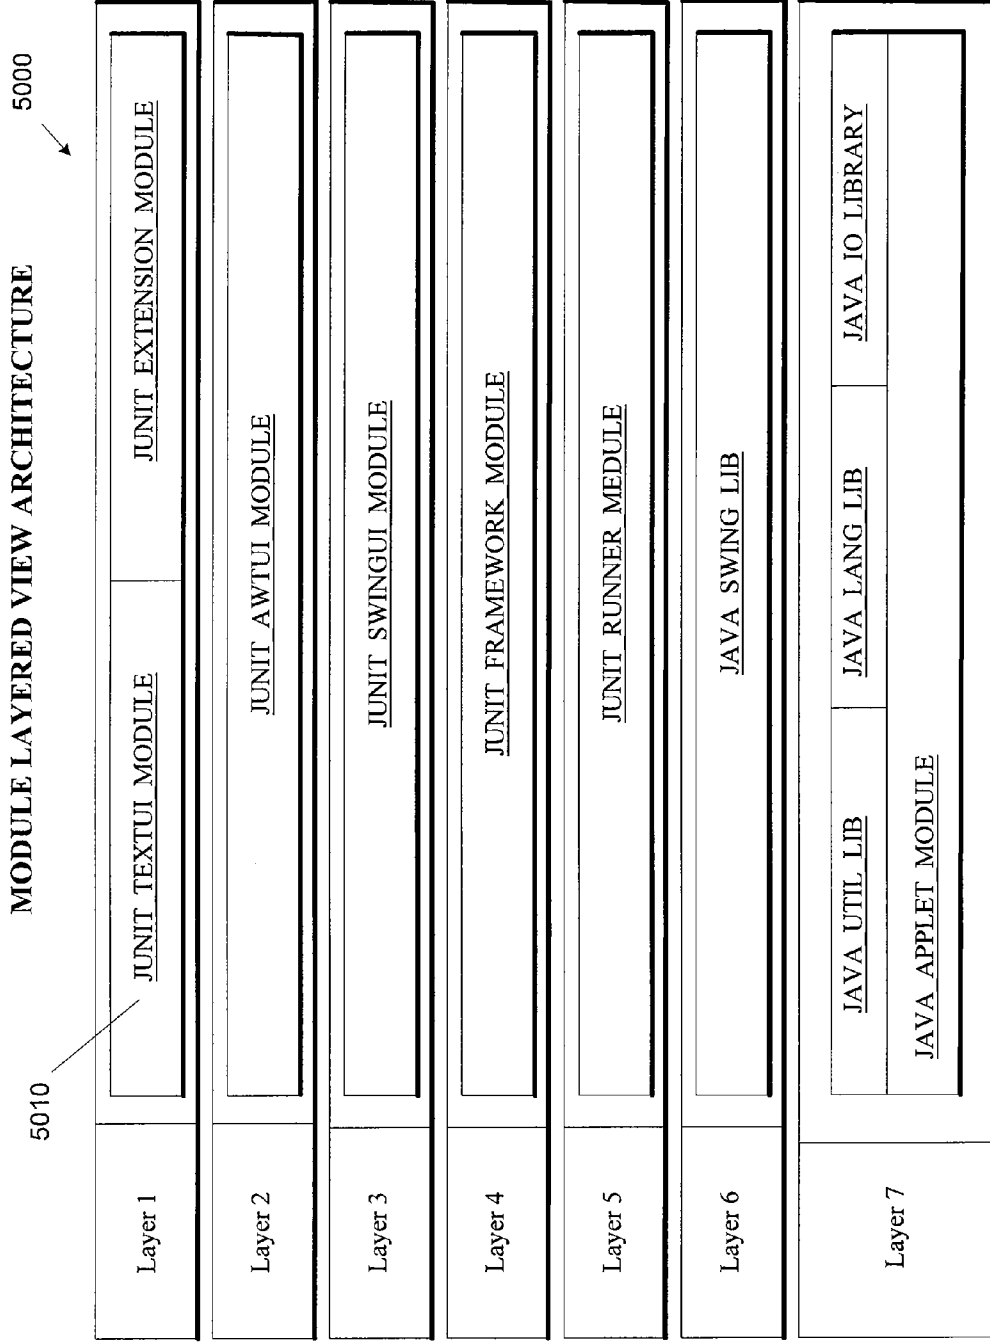 MODULE LAYERED VIEW ARCHITECTURE
5000
5010
Layer 1
JUNIT TEXTUI MODULE
JUNIT EXTENSION MODULE
Layer 2
JUNIT AWTUI MODULE
Layer 3
JUNIT SWINGUI MODULE
Layer 4
JUNIT FRAMEWORK MODULE
Layer 5
JUNIT RUNNER MEDULE
Layer 6
JAVA SWING LIB
Layer 7
JAVA UTIL LIB
JAVA LANG LIB
JAVA IO LIBRARY
JAVA APPLET MODULE